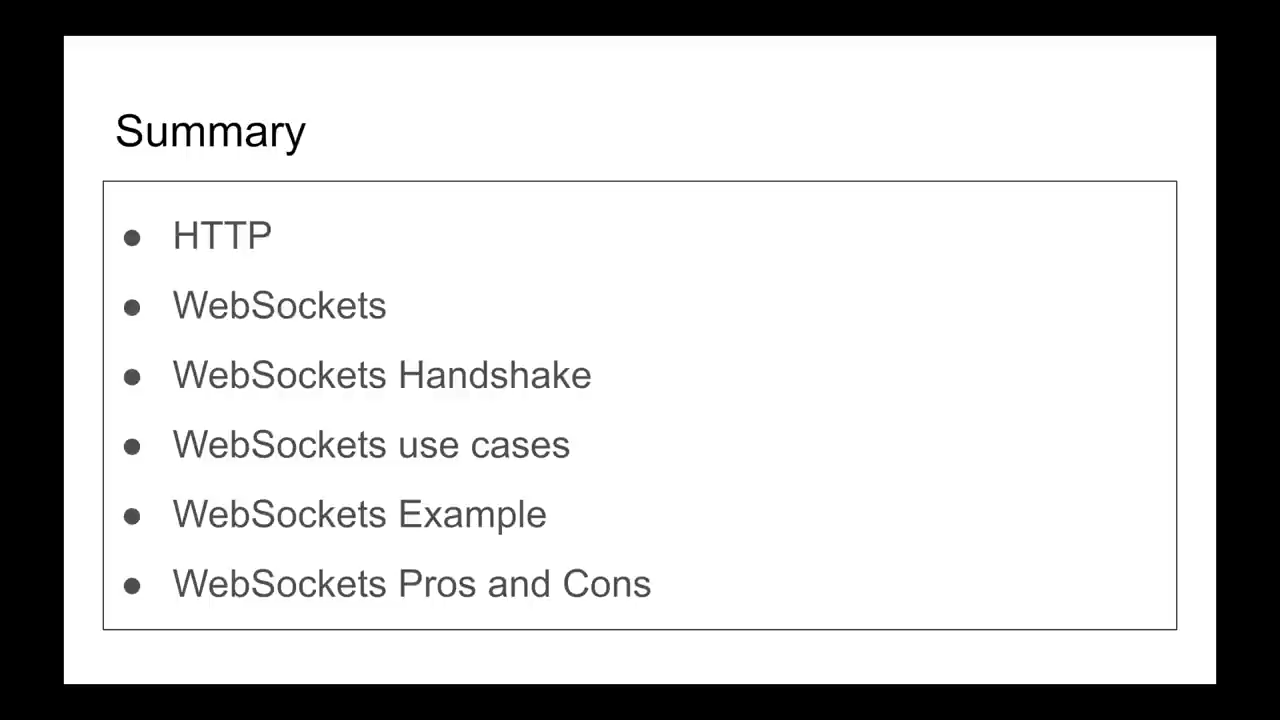 Summary
● HTTP
● WebSockets
● WebSockets Handshake
● WebSockets use cases
● WebSockets Example
● WebSockets Pros and Cons